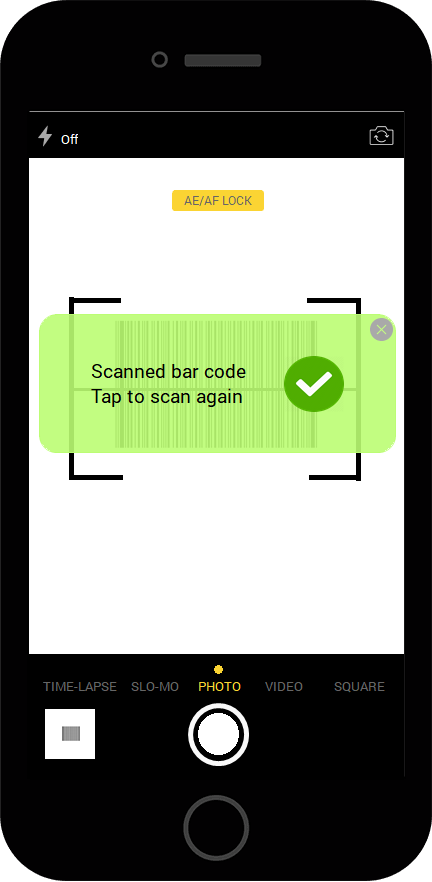 Off
AE/AF LOCK
Scanned bar code
Tap to scan again
TIME-LAPSE SLO-MO PHOTO VIDEO SQUARE